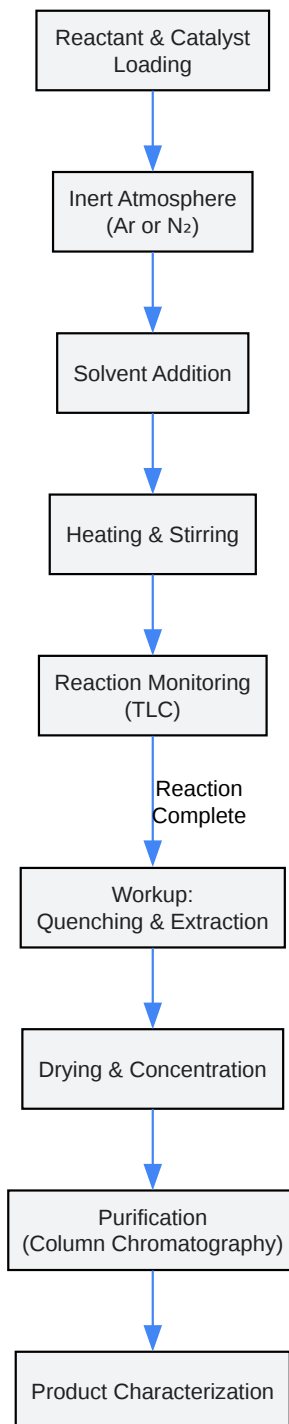 Reactant & Catalyst
Loading
Inert Atmosphere
(Ar or N₂)
Solvent Addition
Heating & Stirring
Reaction Monitoring
(TLC)
Reaction
Complete
Workup:
Quenching & Extraction
Drying & Concentration
Purification
(Column Chromatography)
Product Characterization